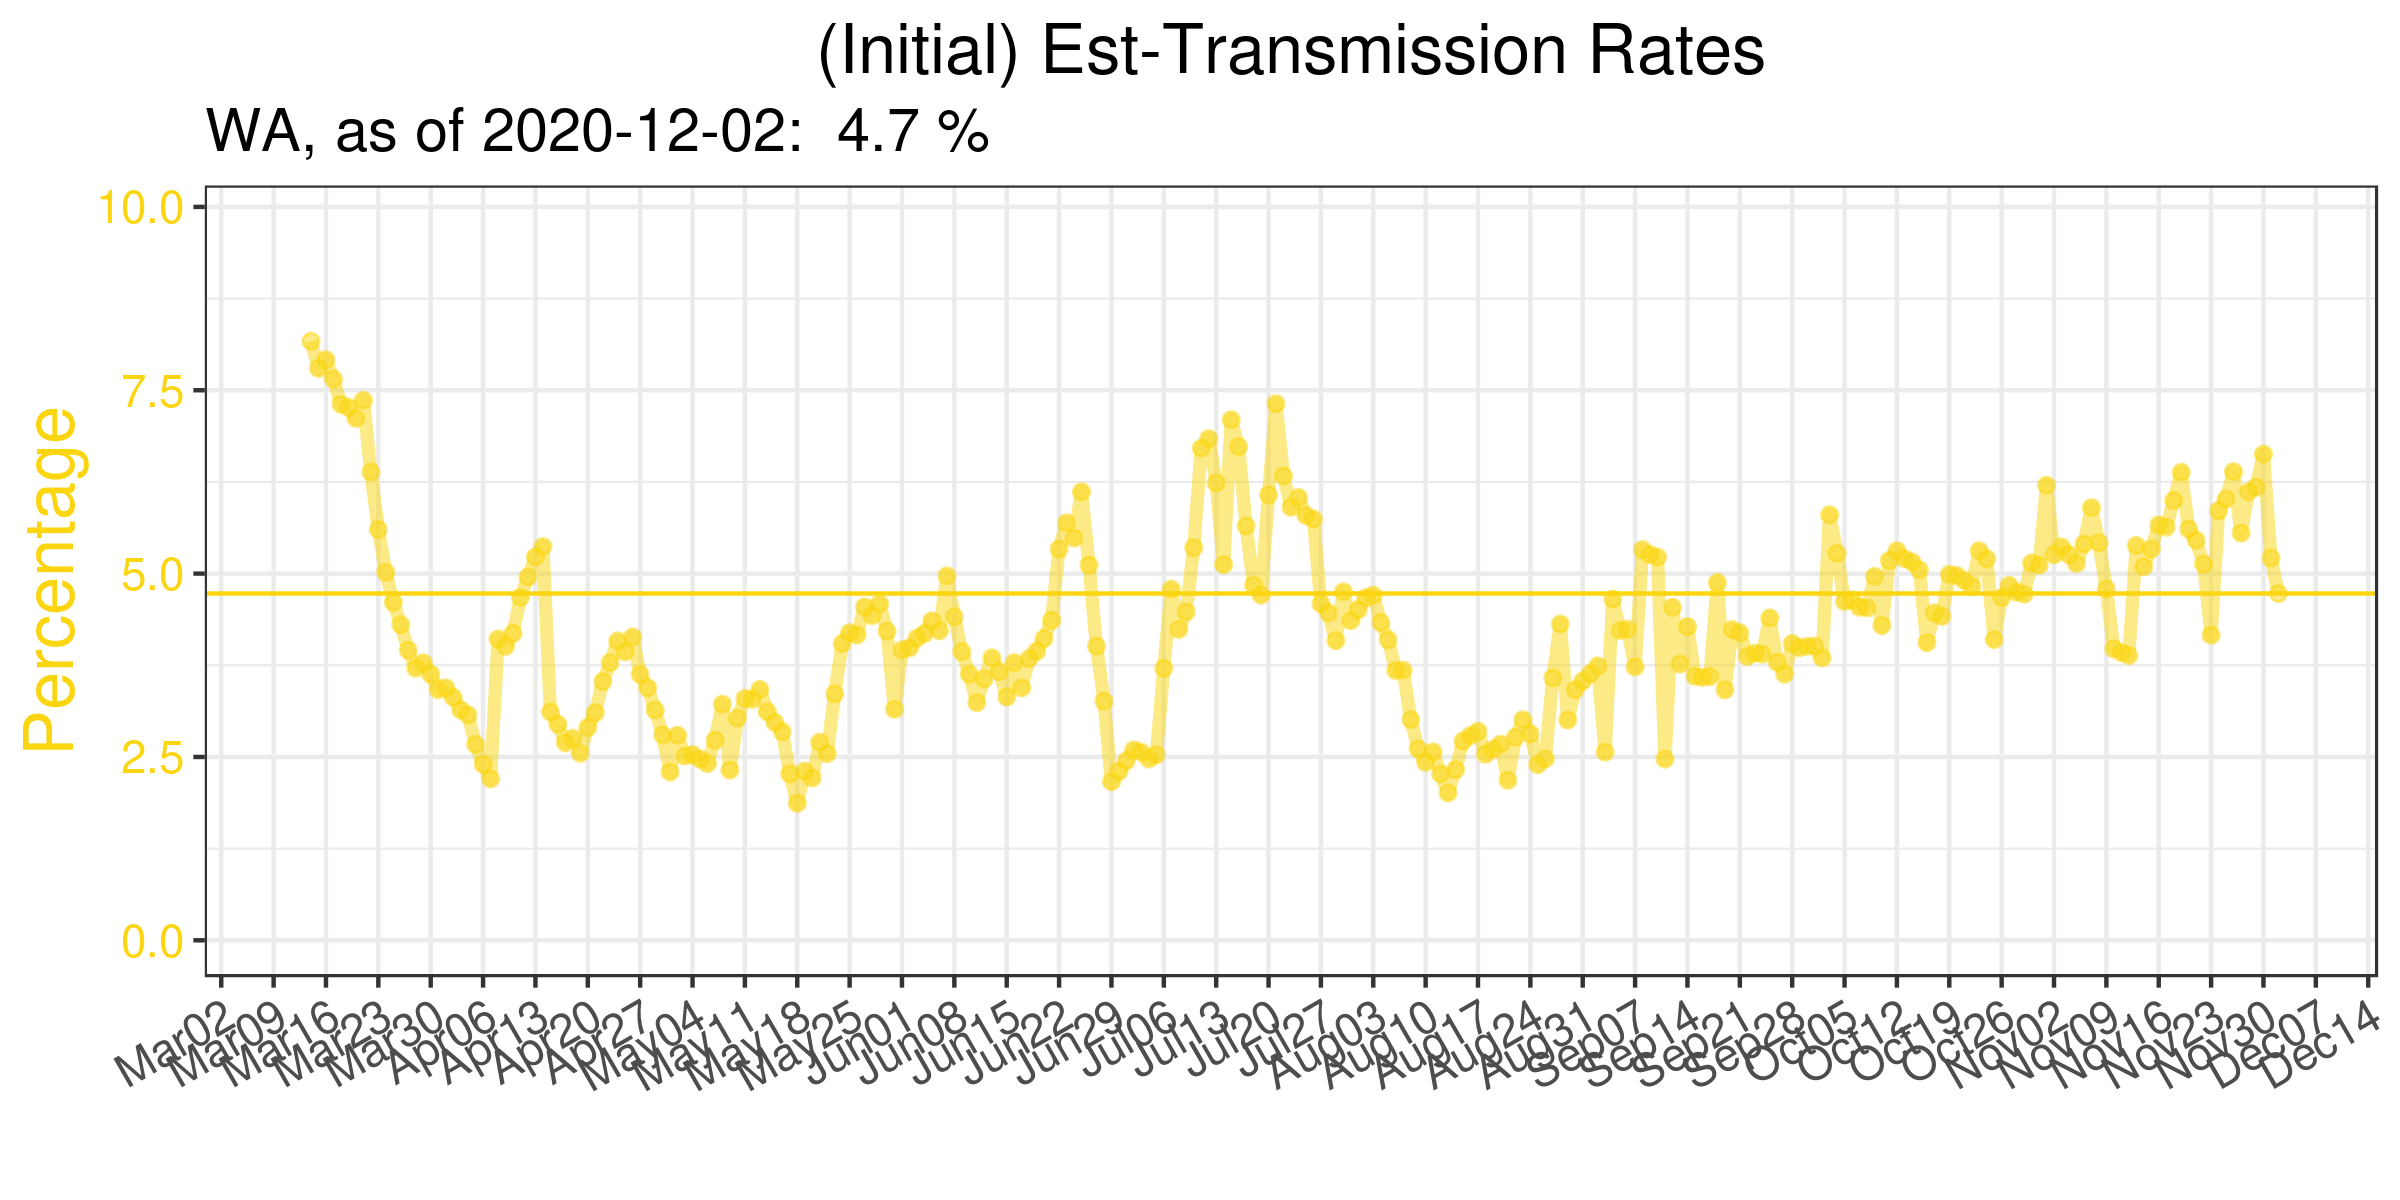 (Initial) Est-Transmission Rates
WA, as of 2020-12-02:  4.7 %
Percentage
10.0
7.5
5.0
2.5
0.0
Mar02
Mar09
Mar16
Mar23
Mar30
Apr06
Apr13
Apr20
Apr27
May04
May11
May18
May25
Jun01
Jun08
Jun15
Jun22
Jun29
Jul06
Jul13
Jul20
Jul27
Aug03
Aug10
Aug17
Aug24
Aug31
Sep07
Sep14
Sep21
Sep28
Oct05
Oct12
Oct19
Oct26
Nov02
Nov09
Nov16
Nov23
Nov30
Dec07
Dec14